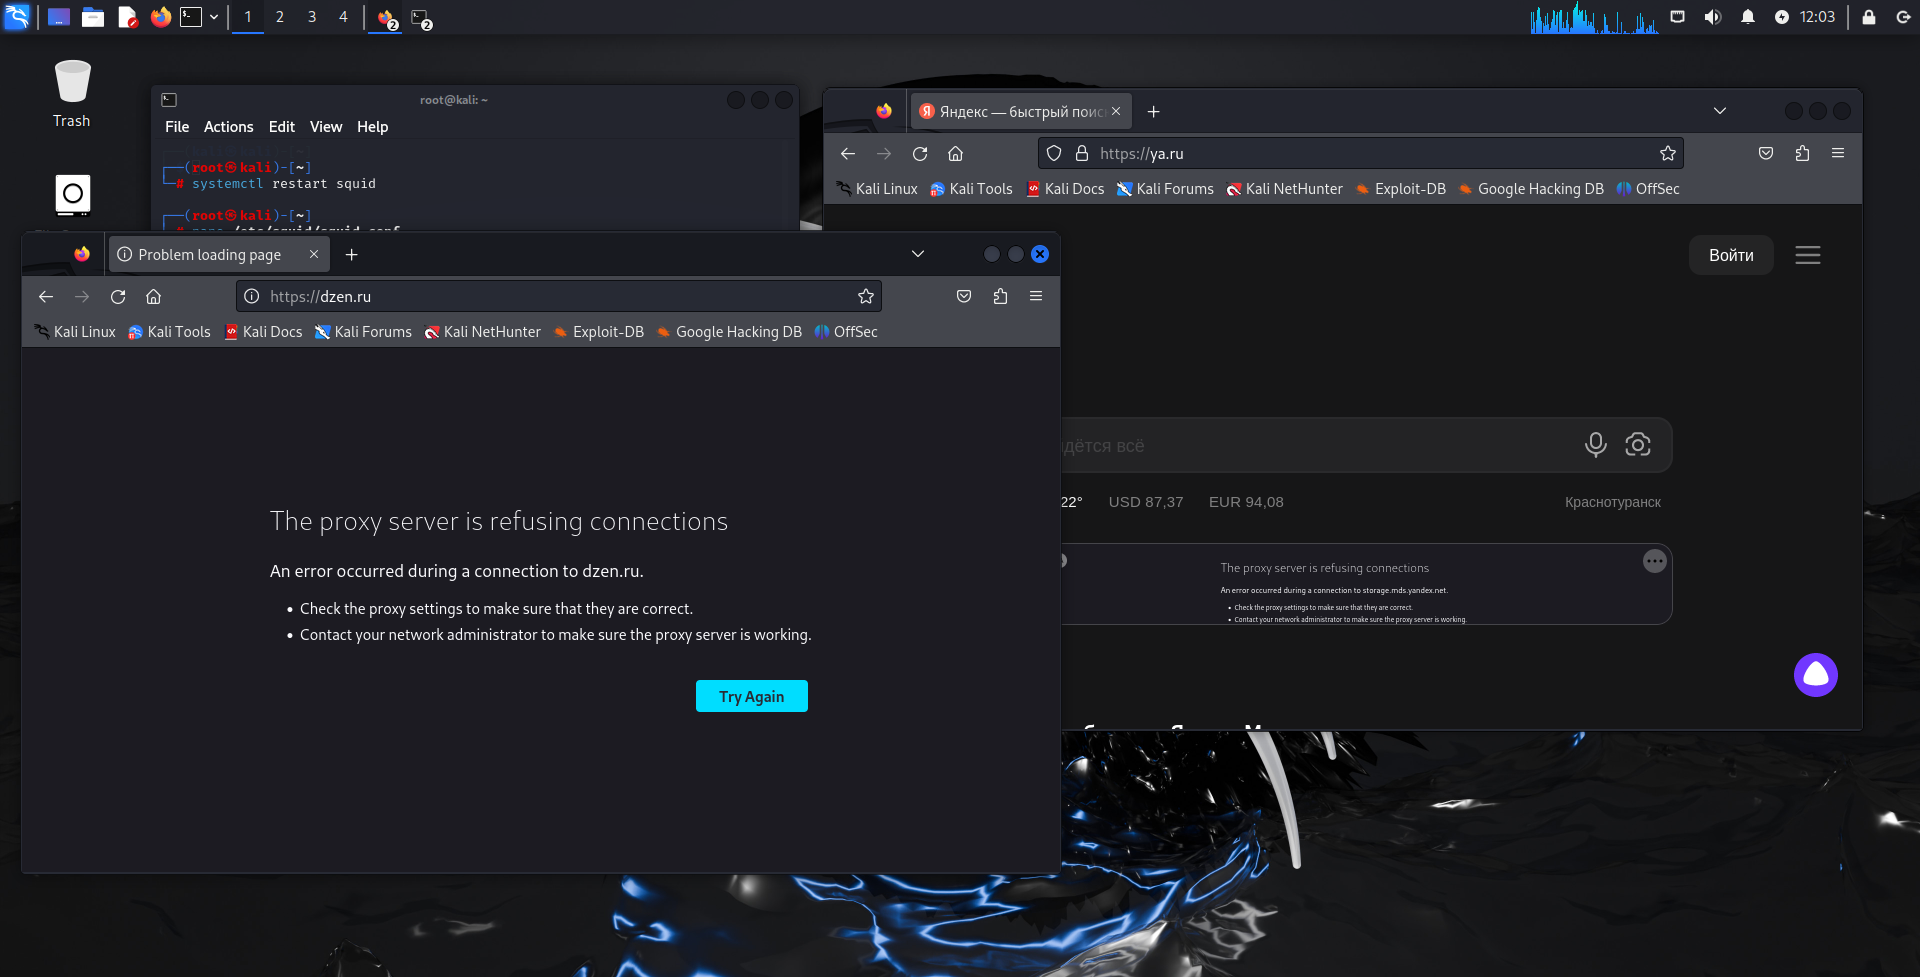 1 2 3 4 2 2 12:03
Trash
root@kali: ~
File Actions Edit View Help
┌──(root㉿kali)-[~]
└─# systemctl restart squid
┌──(root㉿kali)-[~]
Яндекс — быстрый поис
https://ya.ru
Kali Linux Kali Tools Kali Docs Kali Forums Kali NetHunter Exploit-DB Google Hacking DB OffSec
Войти
дётся всё
22° USD 87,37 EUR 94,08 Краснотуранск
The proxy server is refusing connections
An error occurred during a connection to storage.mds.yandex.net.
• Check the proxy settings to make sure that they are correct.
• Contact your network administrator to make sure the proxy server is working.
Problem loading page
https://dzen.ru
Kali Linux Kali Tools Kali Docs Kali Forums Kali NetHunter Exploit-DB Google Hacking DB OffSec
The proxy server is refusing connections
An error occurred during a connection to dzen.ru.
• Check the proxy settings to make sure that they are correct.
• Contact your network administrator to make sure the proxy server is working.
Try Again